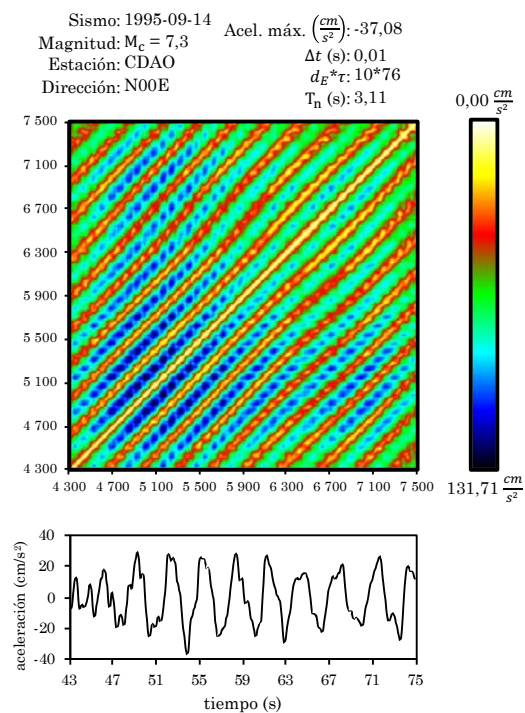 Sismo: 1995-09-14
Magnitud: M_c = 7,3
Estación: CDAO
Dirección: N00E
Acel. máx. (cm/s²): -37,08
Δt (s): 0,01
d_E*τ: 10*76
T_n (s): 3,11
0,00 cm/s²
131,71 cm/s²
7 500
7 100
6 700
6 300
5 900
5 500
5 100
4 700
4 300
4 300 4 700 5 100 5 500 5 900 6 300 6 700 7 100 7 500
aceleración (cm/s²)
40
20
0
-20
-40
43 47 51 55 59 63 67 71 75
tiempo (s)